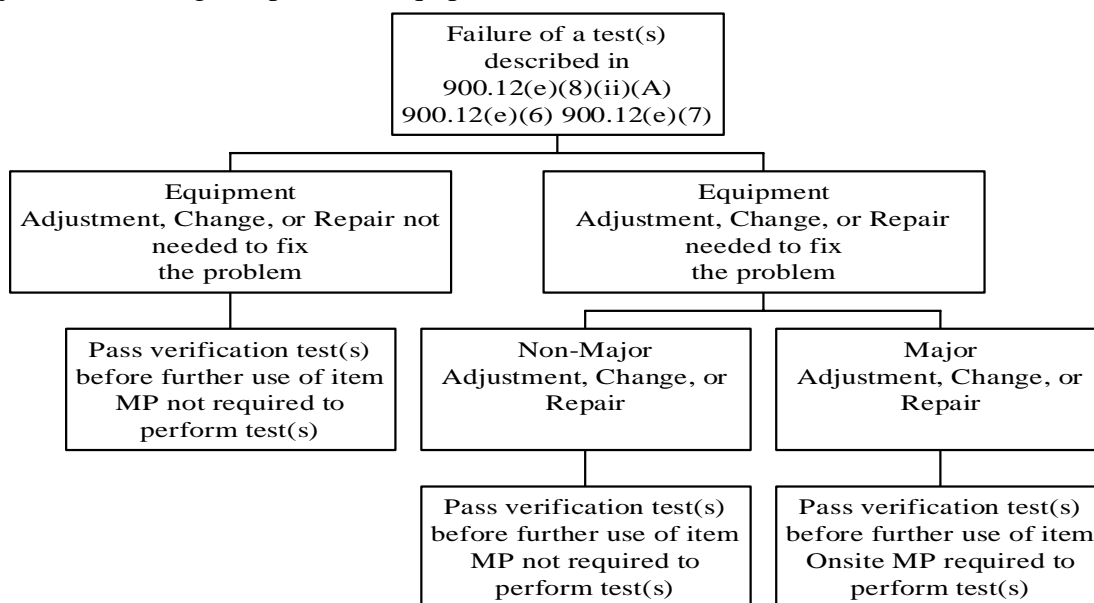 Failure of a test(s)
described in
900.12(e)(8)(ii)(A)
900.12(e)(6) 900.12(e)(7)
Equipment
Adjustment, Change, or Repair not
needed to fix
the problem
Equipment
Adjustment, Change, or Repair
needed to fix
the problem
Pass verification test(s)
before further use of item
MP not required to
perform test(s)
Non-Major
Adjustment, Change, or
Repair
Major
Adjustment, Change, or
Repair
Pass verification test(s)
before further use of item
MP not required to
perform test(s)
Pass verification test(s)
before further use of item
Onsite MP required to
perform test(s)